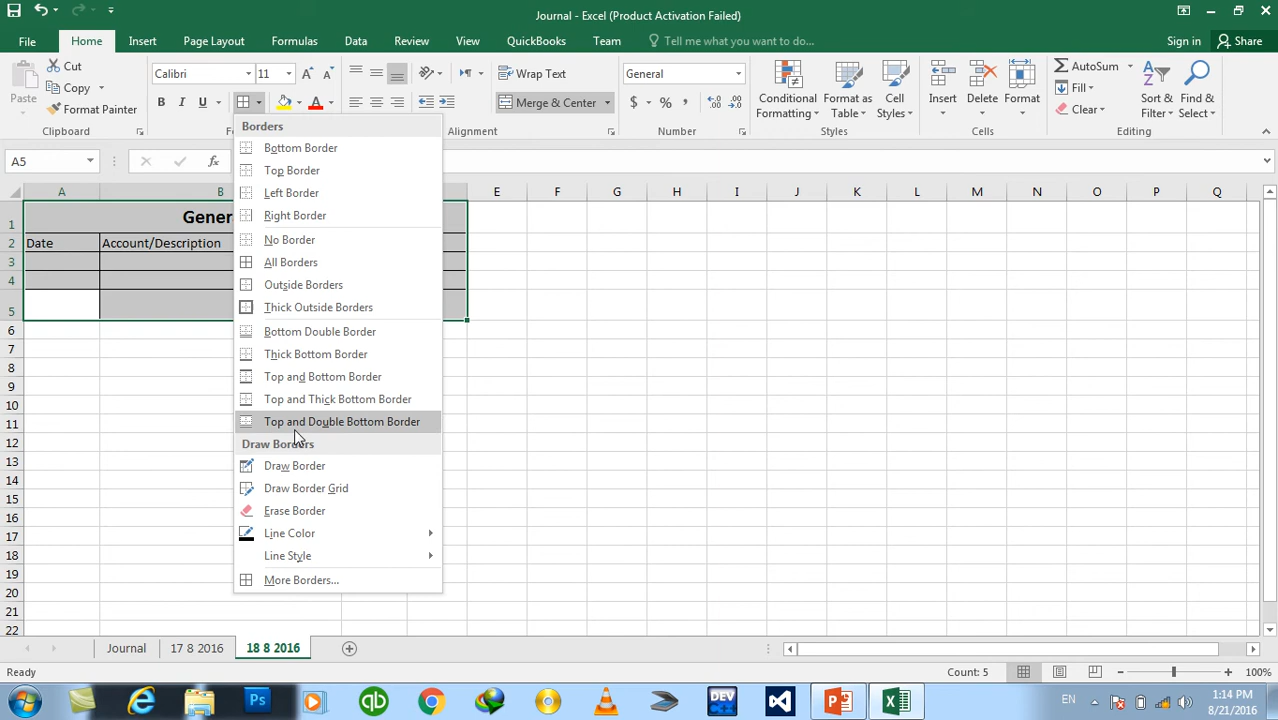 Journal - Excel (Product Activation Failed)
File Home Insert Page Layout Formulas Data Review View QuickBooks Team Tell me what you want to do... Sign in Share
Paste
Cut
Copy
Format Painter
Clipboard
Calibri 11
B I U
General
Wrap Text
Merge & Center
Alignment
$ % ,
Number
Conditional Formatting
Format as Table
Cell Styles
Styles
Insert
Delete
Format
Cells
AutoSum
Fill
Clear
Sort & Filter
Find & Select
Editing
A5
fx
A B E F G H I J K L M N O P Q
1 Gener
2 Date Account/Description
3
4
5
6
7
8
9
10
11
12
13
14
15
16
17
18
19
20
21
22
Borders
Bottom Border
Top Border
Left Border
Right Border
No Border
All Borders
Outside Borders
Thick Outside Borders
Bottom Double Border
Thick Bottom Border
Top and Bottom Border
Top and Thick Bottom Border
Top and Double Bottom Border
Draw Borders
Draw Border
Draw Border Grid
Erase Border
Line Color
Line Style
More Borders...
Journal 17 8 2016 18 8 2016
Ready Count: 5 100%
Ps qb DEV C++ EN
1:14 PM
8/21/2016